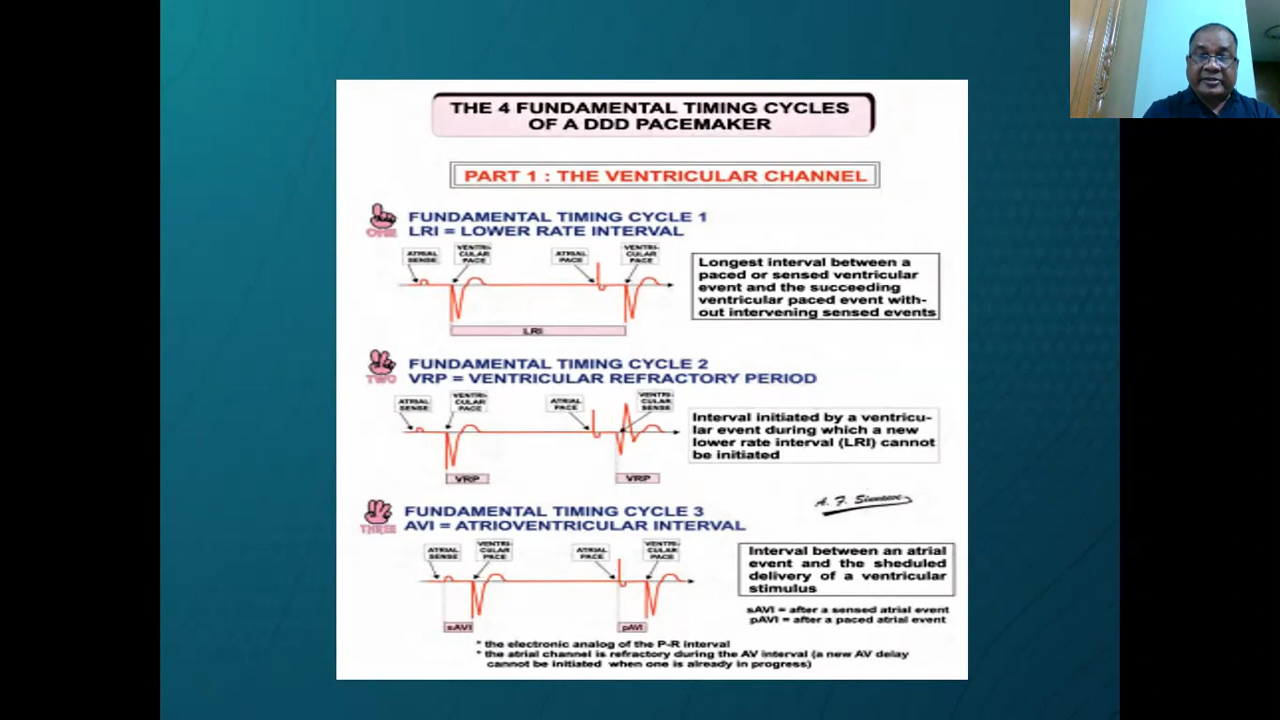 THE 4 FUNDAMENTAL TIMING CYCLES
OF A DDD PACEMAKER
PART 1 : THE VENTRICULAR CHANNEL
ONE
FUNDAMENTAL TIMING CYCLE 1
LRI = LOWER RATE INTERVAL
ATRIAL
SENSE
VENTRI-
CULAR
PACE
ATRIAL
PACE
VENTRI-
CULAR
PACE
LRI
Longest interval between a
paced or sensed ventricular
event and the succeeding
ventricular paced event with-
out intervening sensed events
TWO
FUNDAMENTAL TIMING CYCLE 2
VRP = VENTRICULAR REFRACTORY PERIOD
ATRIAL
SENSE
VENTRI-
CULAR
PACE
ATRIAL
PACE
VENTRI-
CULAR
SENSE
VRP
VRP
Interval initiated by a ventricu-
lar event during which a new
lower rate interval (LRI) cannot
be initiated
A. F. Sinnaeve
THREE
FUNDAMENTAL TIMING CYCLE 3
AVI = ATRIOVENTRICULAR INTERVAL
ATRIAL
SENSE
VENTRI-
CULAR
PACE
ATRIAL
PACE
VENTRI-
CULAR
PACE
sAVI
pAVI
Interval between an atrial
event and the sheduled
delivery of a ventricular
stimulus
sAVI = after a sensed atrial event
pAVI = after a paced atrial event
* the electronic analog of the P-R interval
* the atrial channel is refractory during the AV interval (a new AV delay
cannot be initiated when one is already in progress)